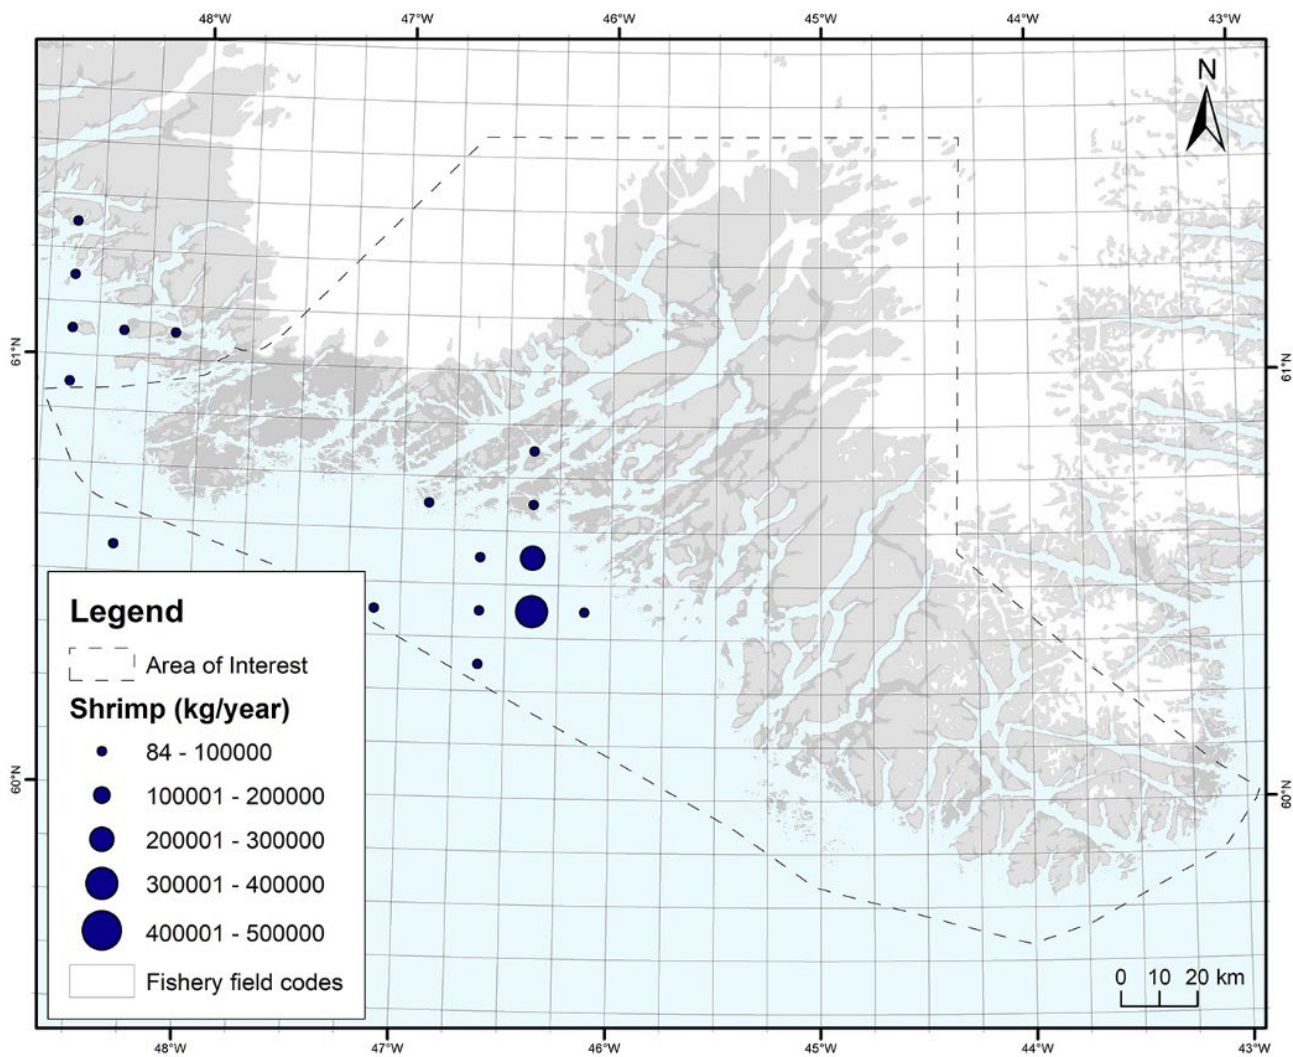 48°W 47°W 46°W 45°W 44°W 43°W
N
61°N
61°N
Legend
Area of Interest
Shrimp (kg/year)
84 - 100000
100001 - 200000
200001 - 300000
300001 - 400000
400001 - 500000
Fishery field codes
60°N
60°N
0 10 20 km
48°W 47°W 46°W 45°W 44°W 43°W